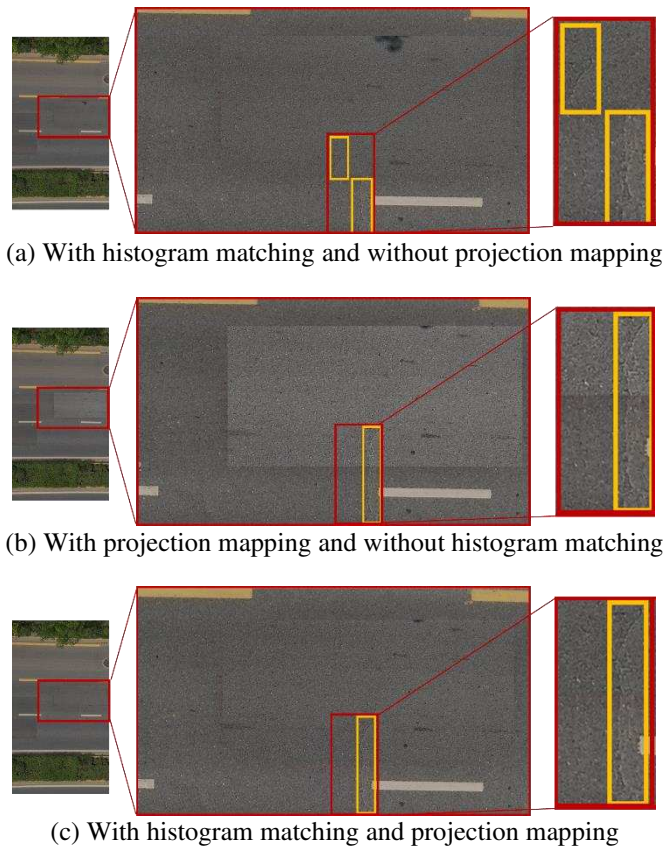 (a) With histogram matching and without projection mapping
(b) With projection mapping and without histogram matching
(c) With histogram matching and projection mapping